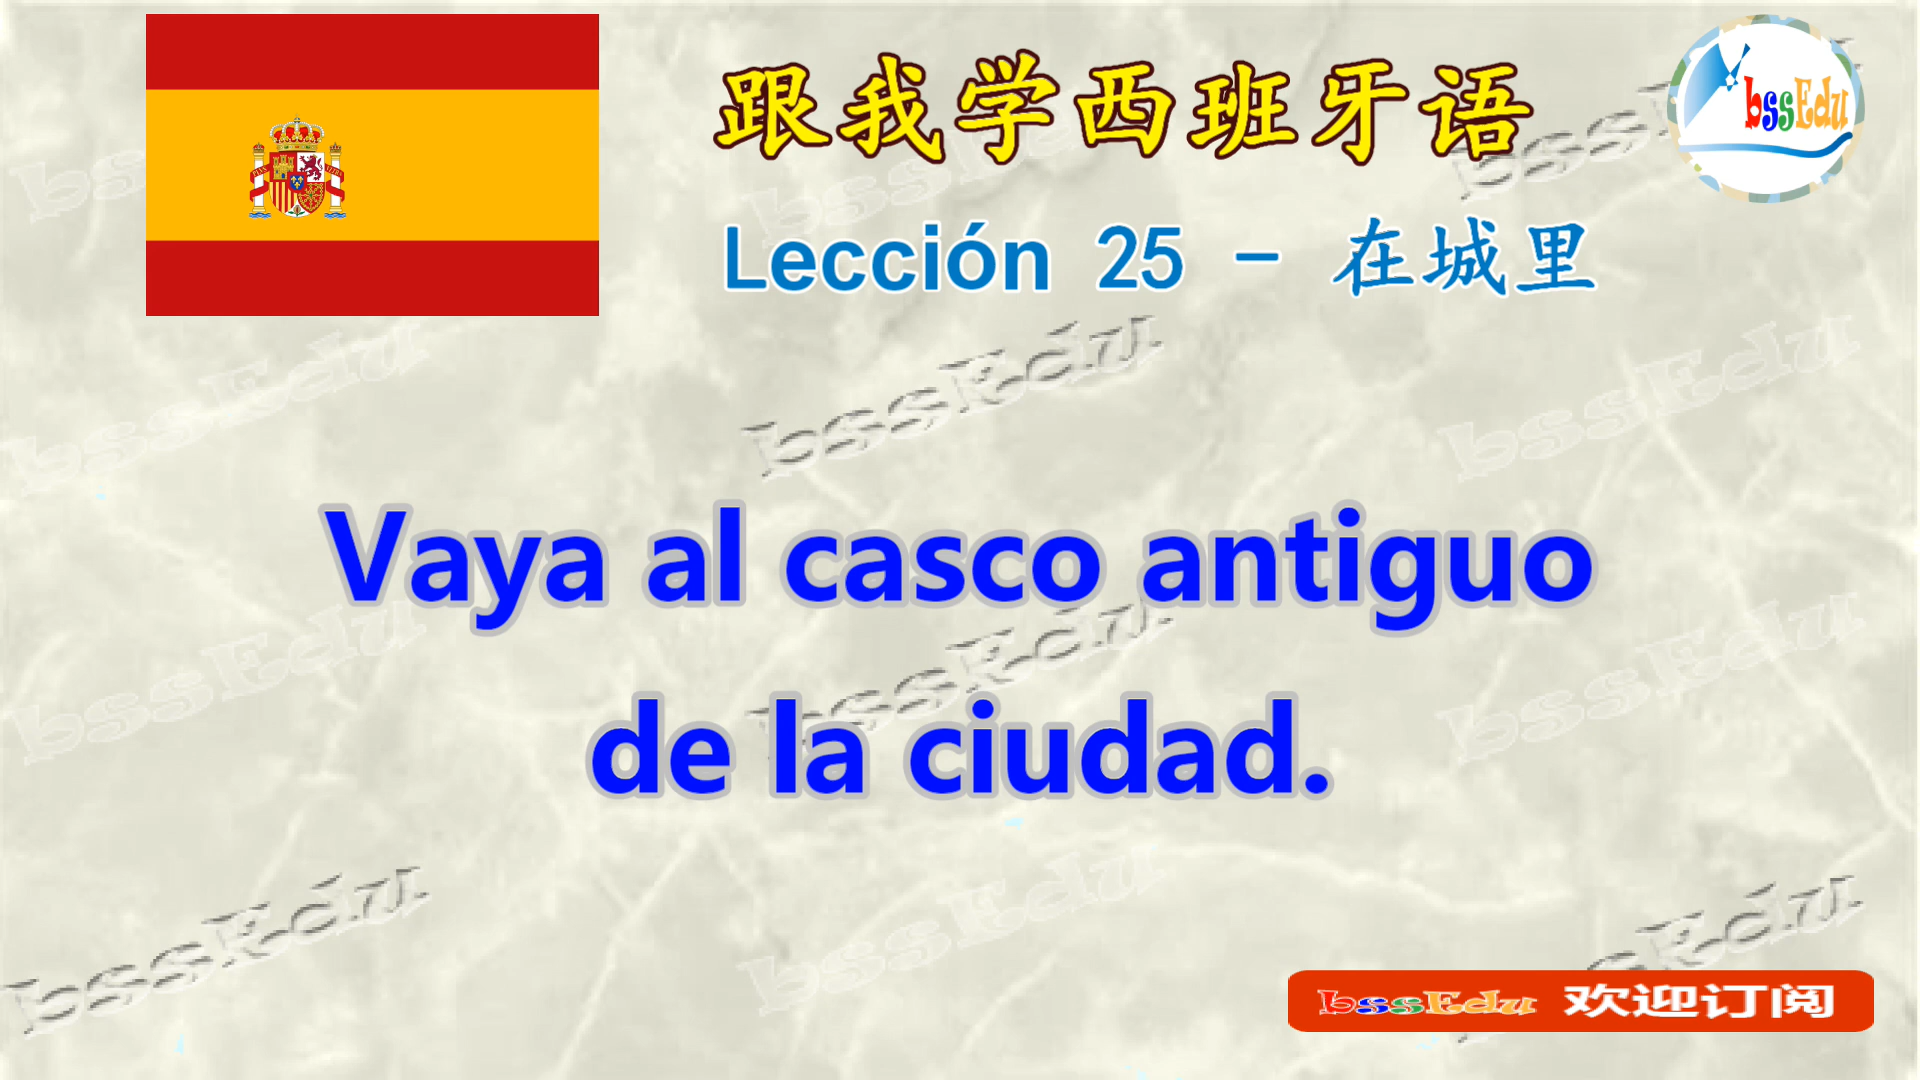 跟我学西班牙语
bssEdu
Lección 25 - 在城里
Vaya al casco antiguo
de la ciudad.
bssEdu 欢迎订阅